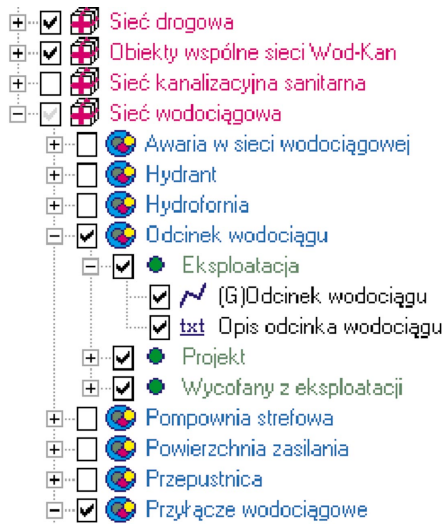 Sieć drogowa
Obiekty wspólne sieci Wod-Kan
Sieć kanalizacyjna sanitarna
Sieć wodociągowa
Awaria w sieci wodociągowej
Hydrant
Hydrofornia
Odcinek wodociągu
Eksploatacja
(G)Odcinek wodociągu
txt Opis odcinka wodociągu
Projekt
Wycofany z eksploatacji
Pompownia strefowa
Powierzchnia zasilania
Przepustnica
Przyłącze wodociągowe